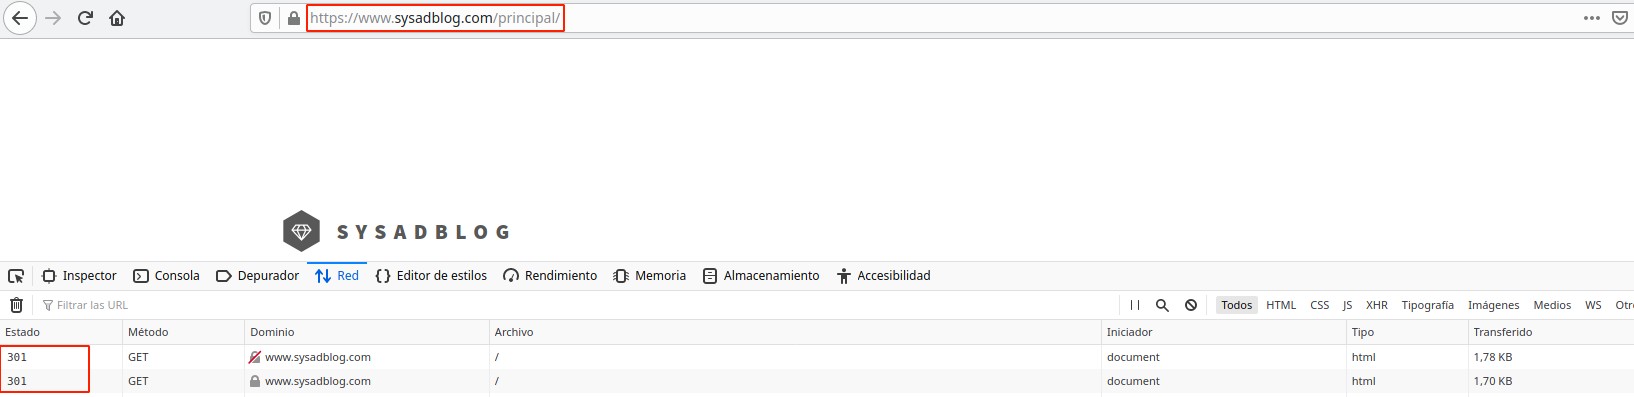 https://www.sysadblog.com/principal/
SYSADBLOG
Inspector Consola Depurador Red Editor de estilos Rendimiento Memoria Almacenamiento Accesibilidad
Filtrar las URL Todos HTML CSS JS XHR Tipografía Imágenes Medios WS Otro
Estado Método Dominio Archivo Iniciador Tipo Transferido
301 GET www.sysadblog.com / document html 1,78 KB
301 GET www.sysadblog.com / document html 1,70 KB